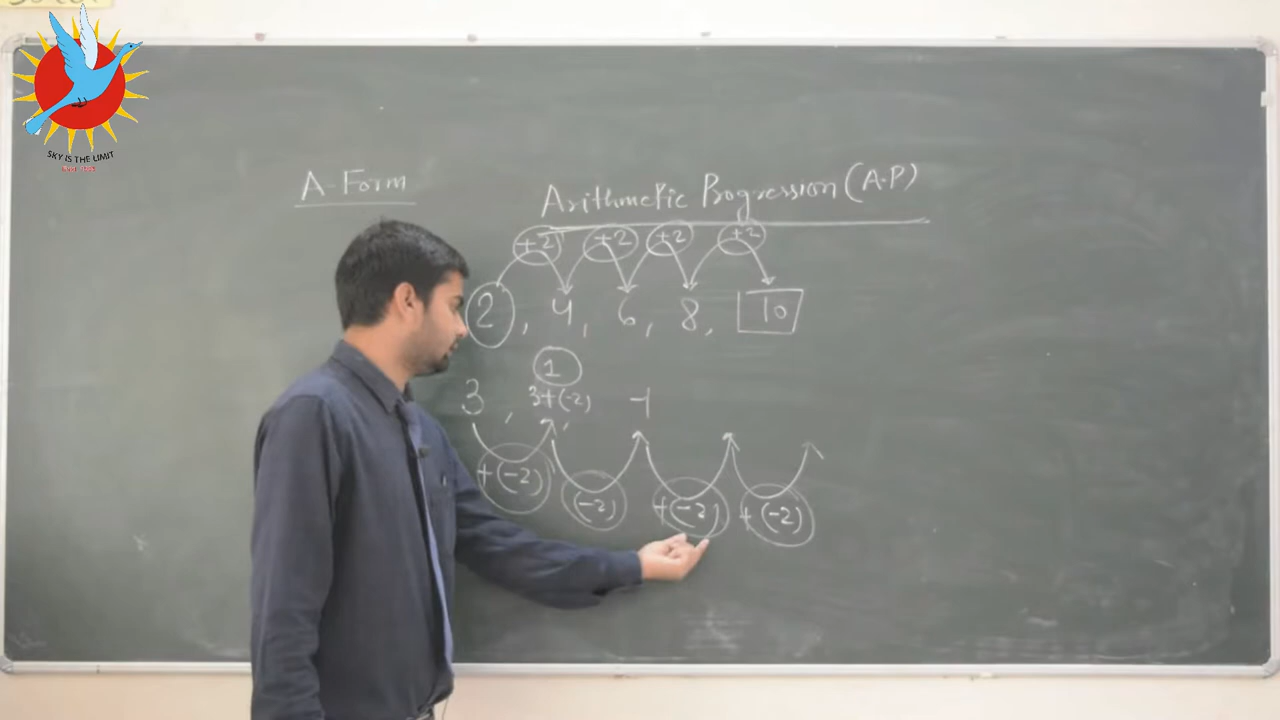 SKY IS THE LIMIT
A-Form
Arithmetic Progression (A.P)
+2 +2 +2 +2
2, 4, 6, 8, 10
1
3, 3+(-2), -1
+(-2) (-2) +(-2) +(-2)